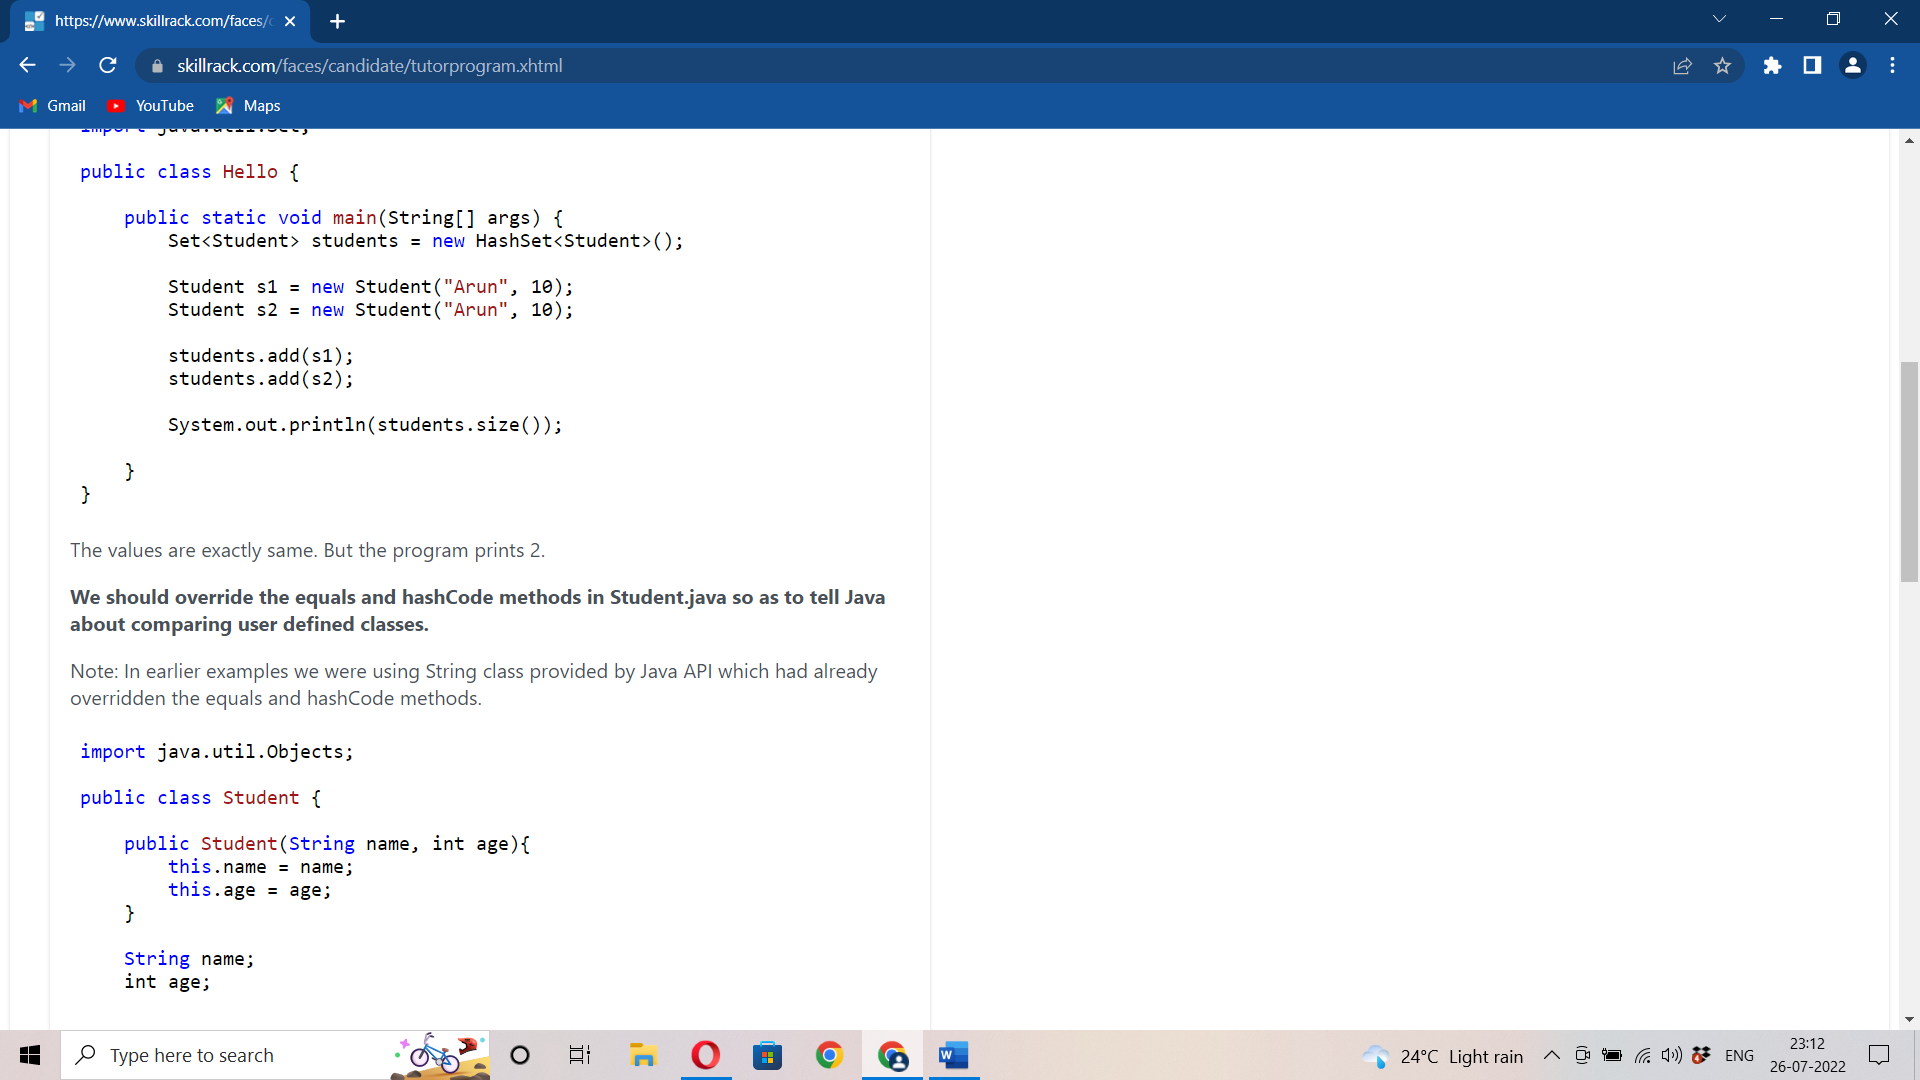 https://www.skillrack.com/faces/c
skillrack.com/faces/candidate/tutorprogram.xhtml
Gmail YouTube Maps
import java.util.Set;
public class Hello {
public static void main(String[] args) {
Set<Student> students = new HashSet<Student>();
Student s1 = new Student("Arun", 10);
Student s2 = new Student("Arun", 10);
students.add(s1);
students.add(s2);
System.out.println(students.size());
}
}
The values are exactly same. But the program prints 2.
We should override the equals and hashCode methods in Student.java so as to tell Java
about comparing user defined classes.
Note: In earlier examples we were using String class provided by Java API which had already
overridden the equals and hashCode methods.
import java.util.Objects;
public class Student {
public Student(String name, int age){
this.name = name;
this.age = age;
}
String name;
int age;
Type here to search
24°C Light rain
ENG
23:12
26-07-2022